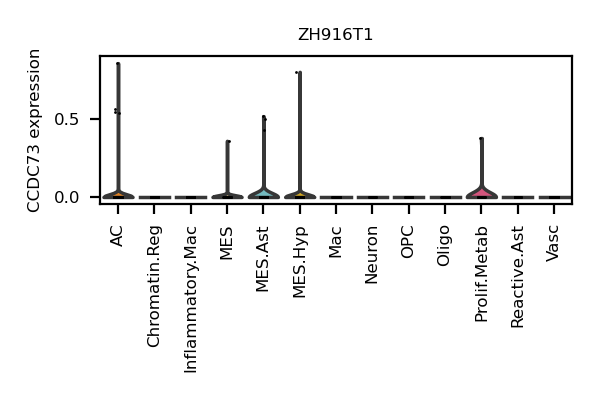 ZH916T1
CCDC73 expression
0.5
0.0
AC
Chromatin.Reg
Inflammatory.Mac
MES
MES.Ast
MES.Hyp
Mac
Neuron
OPC
Oligo
Prolif.Metab
Reactive.Ast
Vasc